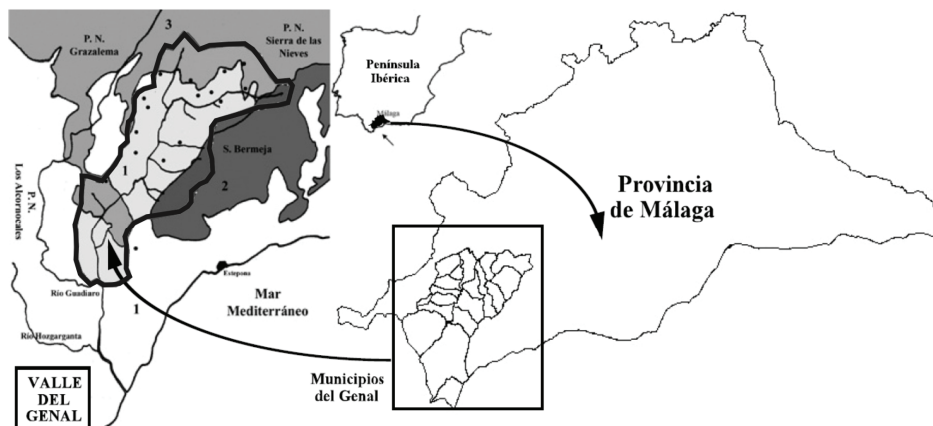 3
P. N.
Grazalema
P. N.
Sierra de las
Nieves
1
S. Bermeja
2
P. N.
Los Alcornocales
Estepona
Río Guadiaro
1
Mar
Mediterráneo
Río Hozgarganta
VALLE
DEL
GENAL
Península
Ibérica
Málaga
Provincia
de Málaga
Municipios
del Genal